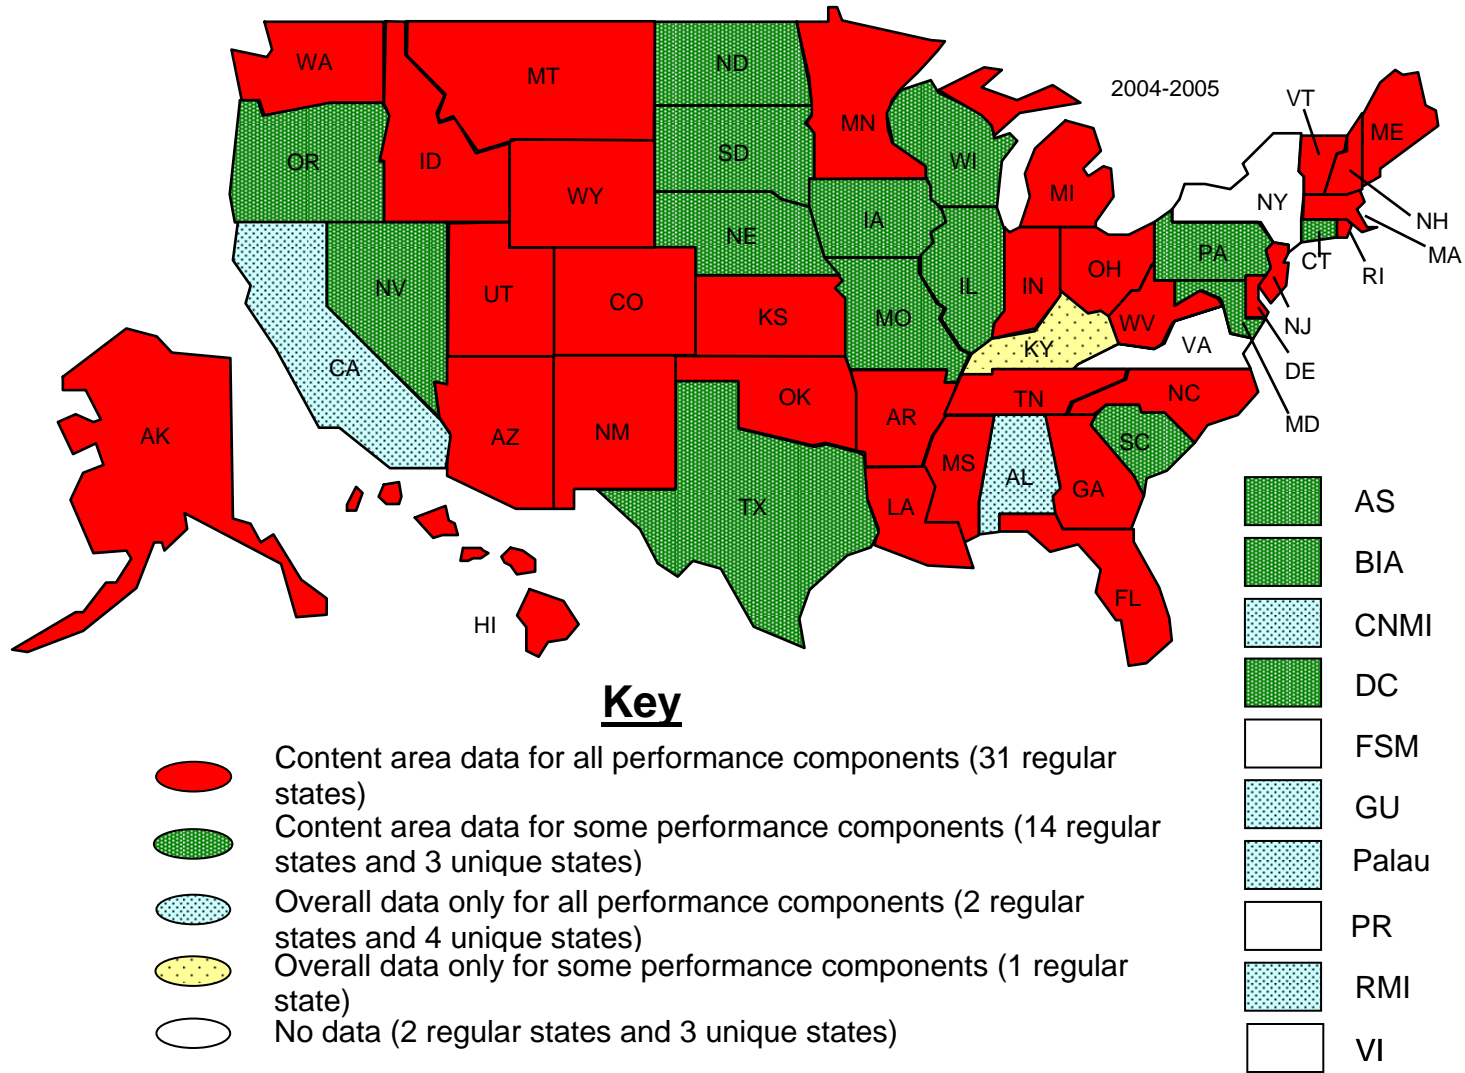 WA
MT
ND
MN
2004-2005
VT
ME
OR
ID
SD
WI
WY
MI
NY
NH
IA
NE
MA
PA
CT
RI
NV
UT
CO
IL
IN
OH
NJ
KS
MO
WV
VA
KY
DE
CA
OK
TN
NC
MD
AK
AZ
NM
AR
SC
MS
AL
GA
TX
LA
FL
HI
AS
BIA
CNMI
DC
FSM
GU
Palau
PR
RMI
VI
Key
Content area data for all performance components (31 regular
states)
Content area data for some performance components (14 regular
states and 3 unique states)
Overall data only for all performance components (2 regular
states and 4 unique states)
Overall data only for some performance components (1 regular
state)
No data (2 regular states and 3 unique states)